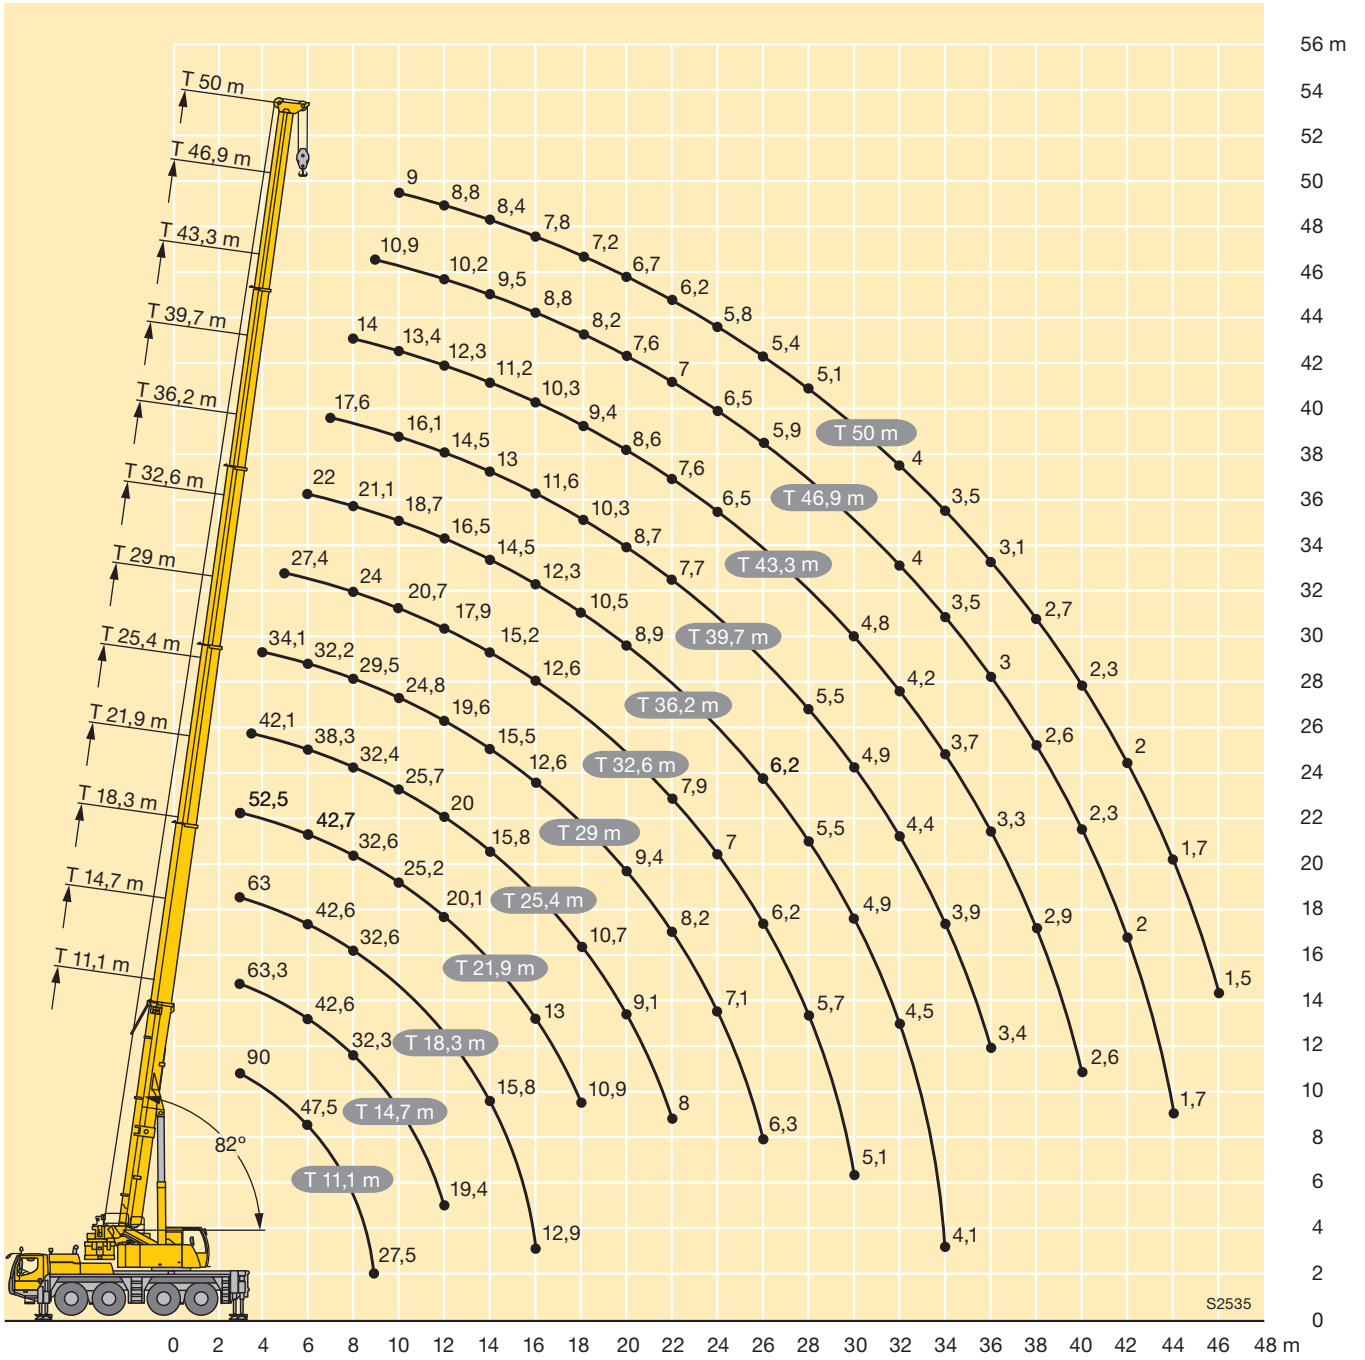 56 m
54
52
50
48
46
44
42
40
38
36
34
32
30
28
26
24
22
20
18
16
14
12
10
8
6
4
2
0
T 50 m
T 46,9 m
T 43,3 m
T 39,7 m
T 36,2 m
T 32,6 m
T 29 m
T 25,4 m
T 21,9 m
T 18,3 m
T 14,7 m
T 11,1 m
82°
9 8,8 8,4 7,8 7,2 6,7 6,2 5,8 5,4 5,1 T 50 m 4 3,5 3,1 2,7 2,3 2 1,7 1,5
10,9 10,2 9,5 8,8 8,2 7,6 7 6,5 5,9 T 46,9 m 4 3,5 3 2,6 2,3 2 1,7
14 13,4 12,3 11,2 10,3 9,4 8,6 7,6 6,5 T 43,3 m 4,8 4,2 3,7 3,3 2,9 2,6
17,6 16,1 14,5 13 11,6 10,3 8,7 7,7 T 39,7 m 5,5 4,9 4,4 3,9 3,4
22 21,1 18,7 16,5 14,5 12,3 10,5 8,9 T 36,2 m 6,2 5,5 4,9 4,5 4,1
27,4 24 20,7 17,9 15,2 12,6 T 32,6 m 7,9 7 6,2 5,7 5,1
34,1 32,2 29,5 24,8 19,6 15,5 12,6 T 29 m 9,4 8,2 7,1 6,3
42,1 38,3 32,4 25,7 20 15,8 T 25,4 m 10,7 9,1 8
52,5 42,7 32,6 25,2 20,1 T 21,9 m 13 10,9
63 42,6 32,6 T 18,3 m 15,8 12,9
63,3 42,6 32,3 T 14,7 m 19,4
90 47,5 T 11,1 m 27,5
S2535
0 2 4 6 8 10 12 14 16 18 20 22 24 26 28 30 32 34 36 38 40 42 44 46 48 m